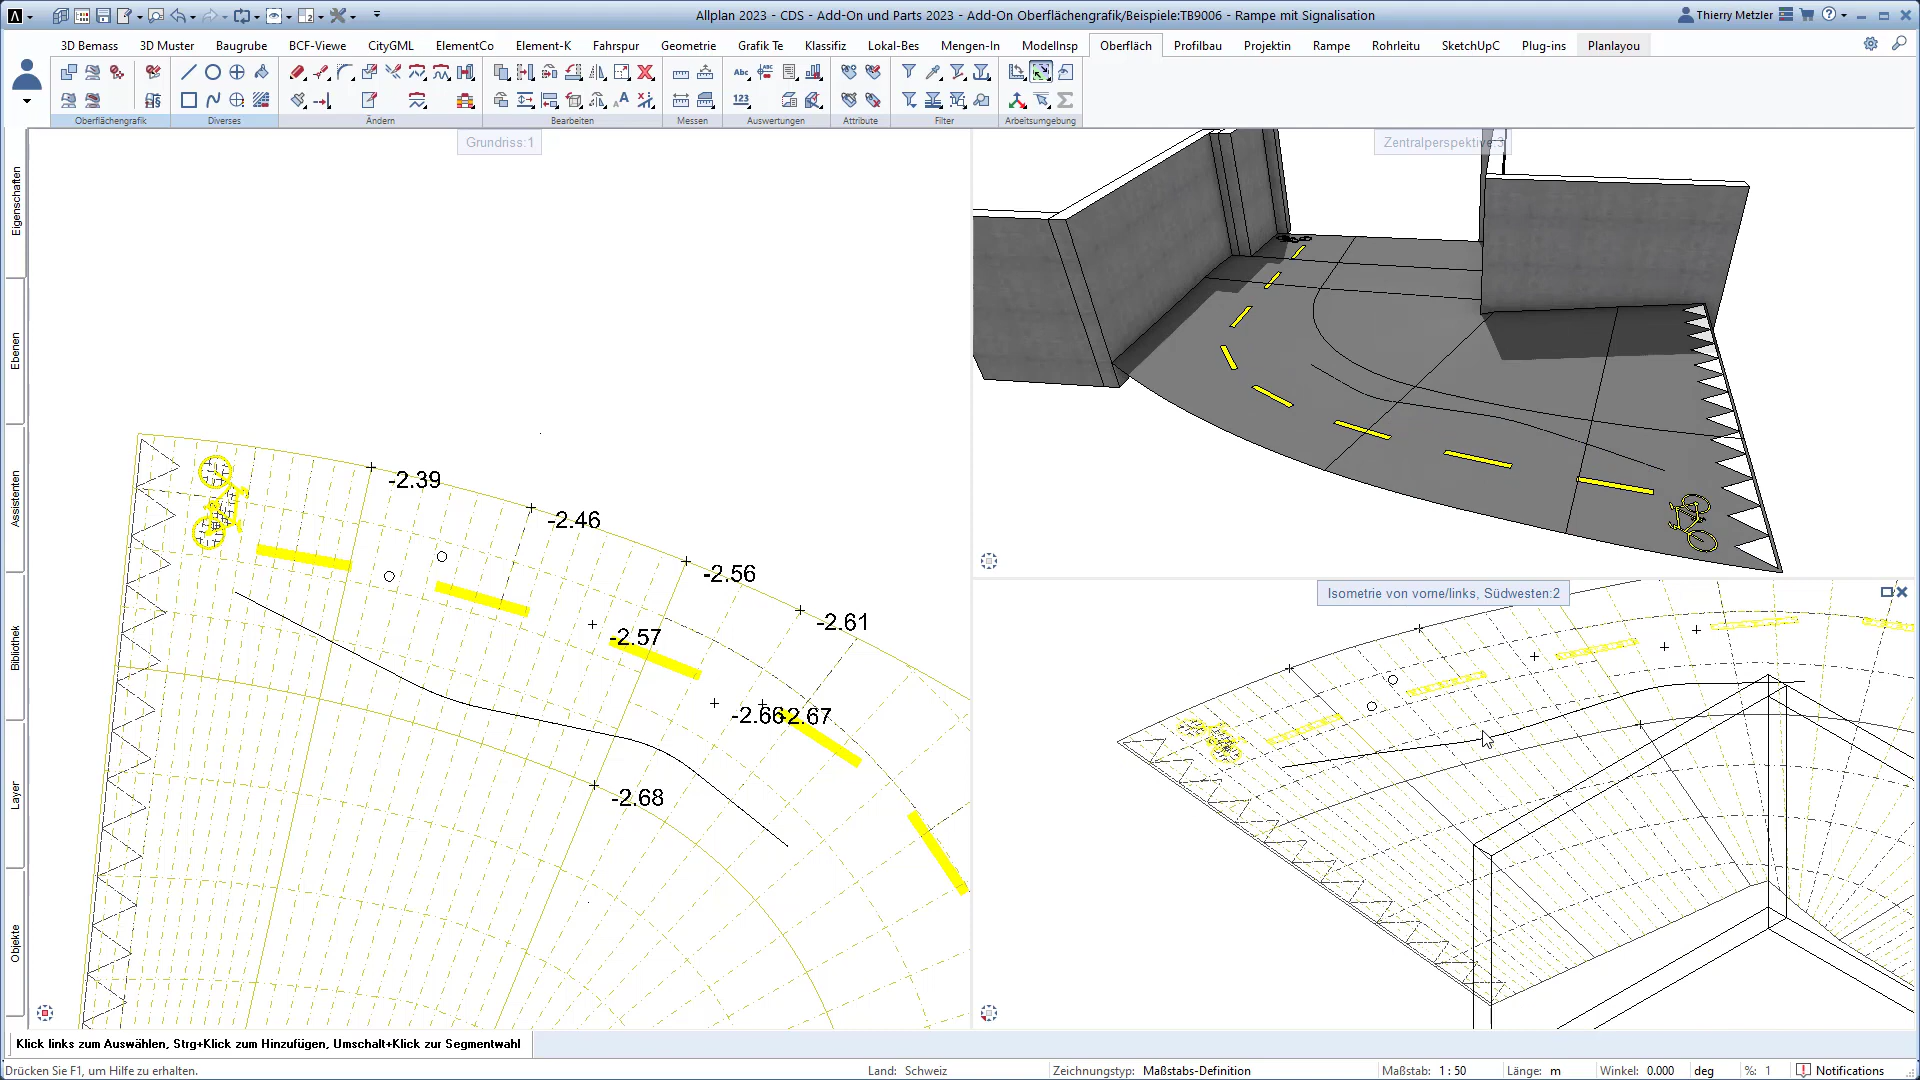 Allplan 2023 - CDS - Add-On und Parts 2023 - Add-On Oberflächengrafik/Beispiele:TB9006 - Rampe mit Signalisation
Thierry Metzler
3D Bemass
3D Muster
Baugrube
BCF-Viewe
CityGML
ElementCo
Element-K
Fahrspur
Geometrie
Grafik Te
Klassifiz
Lokal-Bes
Mengen-In
ModelInsp
Oberfläch
Profilbau
Projektin
Rampe
Rohrleitu
SketchUpC
Plug-ins
Planlayou
Abc
ABC
A
123
Oberflächengrafik
Diverses
Ändern
Bearbeiten
Messen
Auswertungen
Attribute
Filter
Arbeitsumgebung
Grundriss:1
Zentralperspektive:3
Isometrie von vorne/links, Südwesten:2
Eigenschaften
Ebenen
Assistenten
Bibliothek
Layer
Objekte
-2.39
-2.46
-2.56
-2.61
-2.57
-2.66
-2.67
-2.68
Klick links zum Auswählen, Strg+Klick zum Hinzufügen, Umschalt+Klick zur Segmentwahl
Drücken Sie F1, um Hilfe zu erhalten.
Land: Schweiz
Zeichnungstyp: Maßstabs-Definition
Maßstab: 1 : 50
Länge: m
Winkel: 0.000 deg
%: 1
Notifications